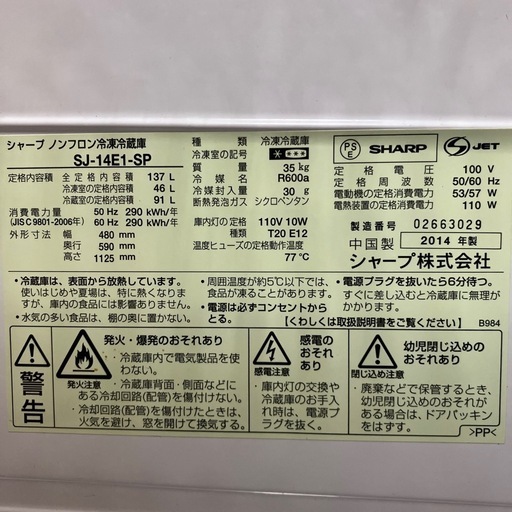 シャープ ノンフロン冷凍冷蔵庫
SJ-14E1-SP
定格内容積 全定格内容積 137 L
冷凍室の定格内容積 46 L
冷蔵室の定格内容積 91 L
消費電力量 50 Hz 290 kWh/年
(JIS C 9801-2006年) 60 Hz 290 kWh/年
外形寸法 幅 480 mm
奥行 590 mm
高さ 1125 mm
種類 冷凍冷蔵庫
冷凍室の記号
質量 35 kg
冷媒名 R600a
冷媒封入量 30 g
断熱発泡ガス シクロペンタン
庫内灯の定格 110V 10W
T20 E12
温度ヒューズの定格動作温度
77℃
PS
E
SHARP
JET
定格電圧 100 V
定格周波数 50/60 Hz
電動機の定格消費電力 53/57 W
電熱装置の定格消費電力 110 W
製造番号 02663029
中国製 2014 年製
シャープ株式会社
・冷蔵庫は、表面から放熱しています。
使いはじめや夏場は、特に熱くなりますが、庫内の食品には影響ありません。
・水気の多い食品は、棚の奥に置かない。
・周囲温度が約5℃以下では、食品が凍ることがあります。
・電源は必ずコンセントからとる。
・電源プラグを抜いたら6分待つ。
すぐに差し込むと冷蔵庫に無理がかかります。
【くわしくは取扱説明書をご覧ください】
B984
警告
発火・爆発のおそれあり
発火注意
・冷蔵庫内で電気製品を使わない。
・冷蔵庫背面・側面などにある冷却回路(配管)を傷付けない。
・冷却回路(配管)を傷付けたときは、火気を避け、窓を開けて換気する。
感電のおそれあり
感電注意
・庫内灯の交換や冷蔵庫のお手入れ時は、電源プラグを抜く。
幼児閉じ込めのおそれあり
閉じ込め注意
・廃棄などで保管するとき、幼児閉じ込めが懸念される場合は、ドアパッキンをはずす。
>PP<